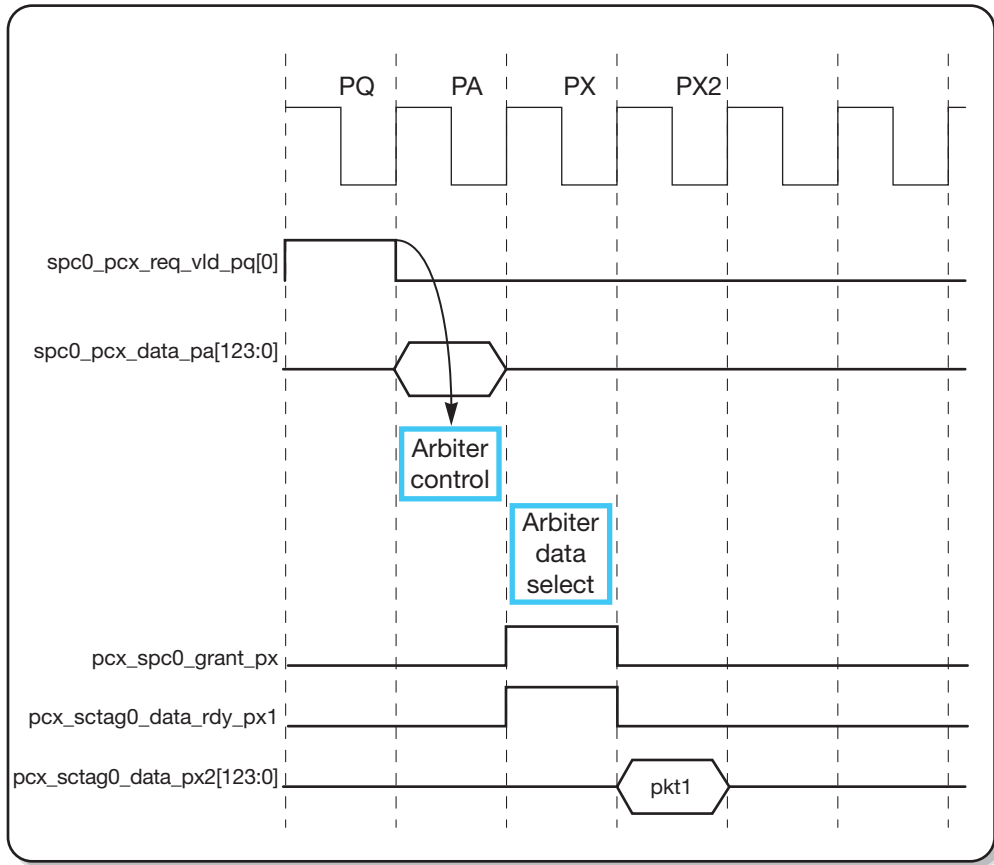 PQ PA PX PX2
spc0_pcx_req_vld_pq[0]
spc0_pcx_data_pa[123:0]
Arbiter
control
Arbiter
data
select
pcx_spc0_grant_px
pcx_sctag0_data_rdy_px1
pcx_sctag0_data_px2[123:0]
pkt1